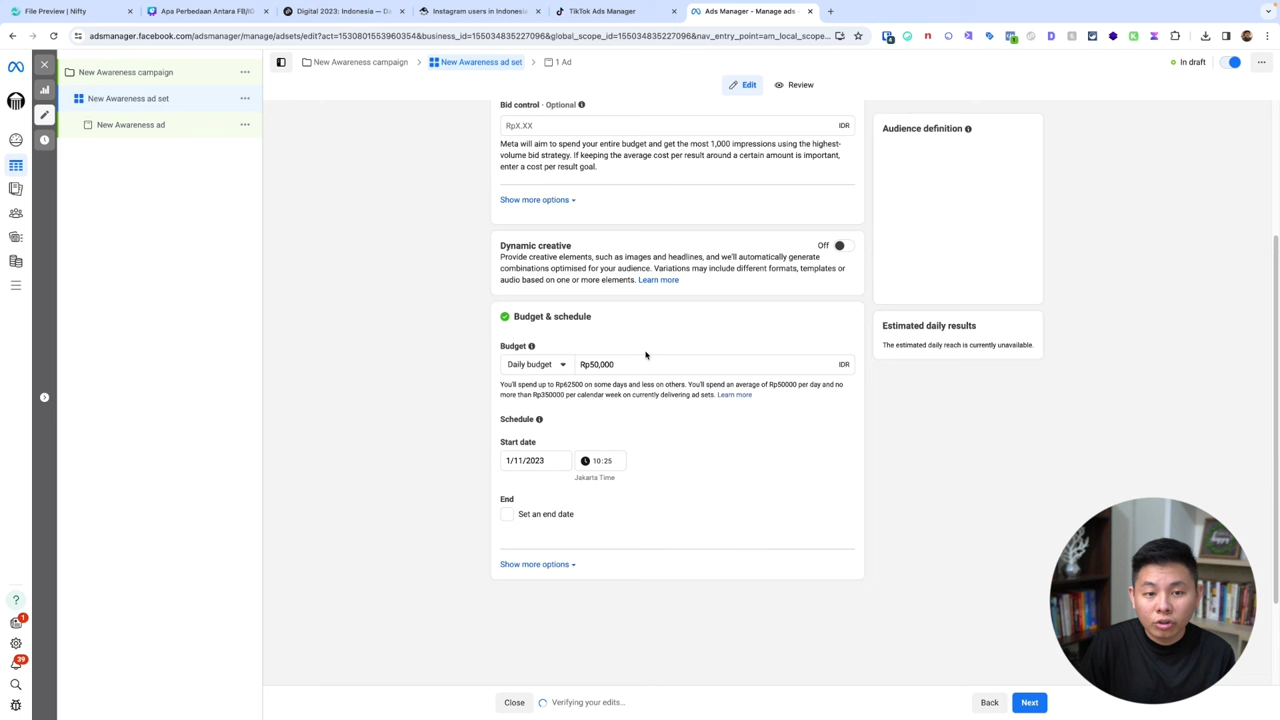 File Preview | Nifty
Apa Perbedaan Antara FB/IG
Digital 2023: Indonesia — Da
Instagram users in Indonesia
TikTok Ads Manager
Ads Manager - Manage ads
adsmanager.facebook.com/adsmanager/manage/adsets/edit?act=1530801553960354&business_id=155034835227096&global_scope_id=155034835227096&nav_entry_point=am_local_scope...
New Awareness campaign
New Awareness ad set
New Awareness ad
New Awareness campaign
New Awareness ad set
1 Ad
In draft
Edit
Review
Bid control · Optional
RpX.XX
IDR
Meta will aim to spend your entire budget and get the most 1,000 impressions using the highest-
volume bid strategy. If keeping the average cost per result around a certain amount is important,
enter a cost per result goal.
Show more options
Dynamic creative
Off
Provide creative elements, such as images and headlines, and we'll automatically generate
combinations optimised for your audience. Variations may include different formats, templates or
audio based on one or more elements. Learn more
Budget & schedule
Budget
Daily budget
Rp50,000
IDR
You'll spend up to Rp62500 on some days and less on others. You'll spend an average of Rp50000 per day and no
more than Rp350000 per calendar week on currently delivering ad sets. Learn more
Schedule
Start date
1/11/2023
10:25
Jakarta Time
End
Set an end date
Show more options
Audience definition
Estimated daily results
The estimated daily reach is currently unavailable.
1
39
Close
Verifying your edits...
Back
Next